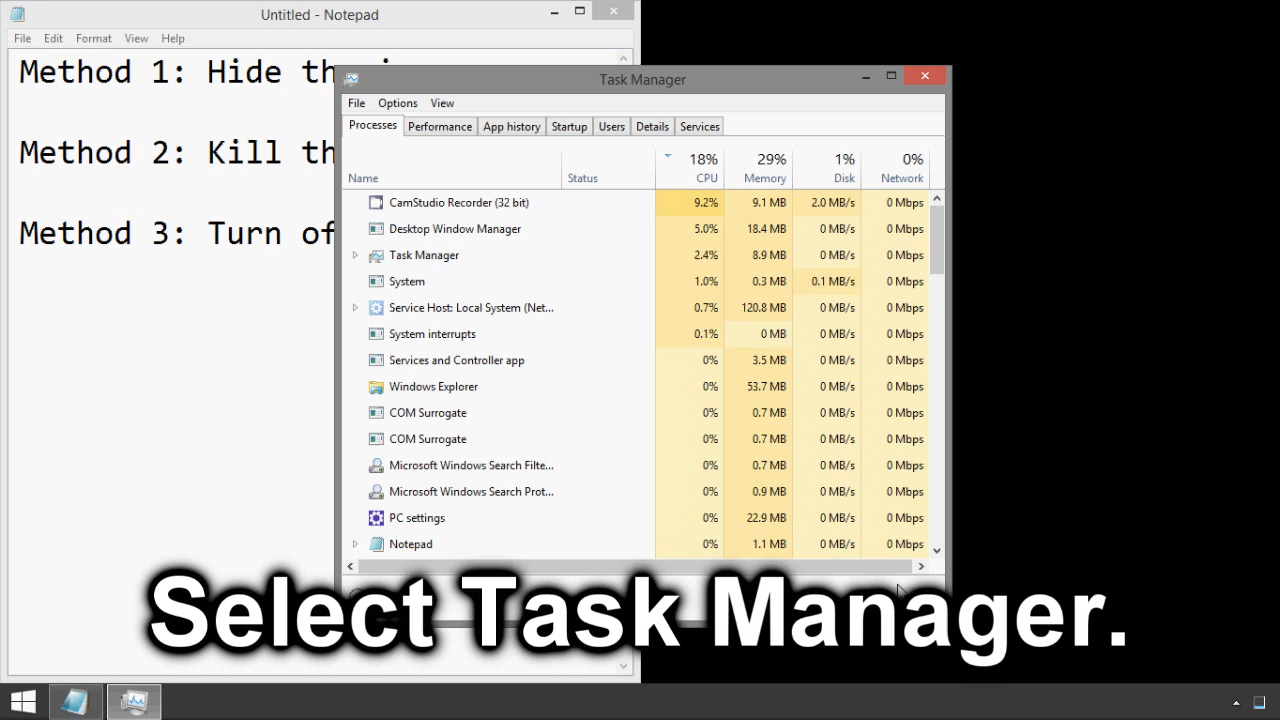 Untitled - Notepad
File Edit Format View Help
Method 1: Hide th
Method 2: Kill th
Method 3: Turn of
Task Manager
File Options View
Processes Performance App history Startup Users Details Services
18% 29% 1% 0%
Name Status CPU Memory Disk Network
CamStudio Recorder (32 bit) 9.2% 9.1 MB 2.0 MB/s 0 Mbps
Desktop Window Manager 5.0% 18.4 MB 0 MB/s 0 Mbps
Task Manager 2.4% 8.9 MB 0 MB/s 0 Mbps
System 1.0% 0.3 MB 0.1 MB/s 0 Mbps
Service Host: Local System (Net... 0.7% 120.8 MB 0 MB/s 0 Mbps
System interrupts 0.1% 0 MB 0 MB/s 0 Mbps
Services and Controller app 0% 3.5 MB 0 MB/s 0 Mbps
Windows Explorer 0% 53.7 MB 0 MB/s 0 Mbps
COM Surrogate 0% 0.7 MB 0 MB/s 0 Mbps
COM Surrogate 0% 0.7 MB 0 MB/s 0 Mbps
Microsoft Windows Search Filte... 0% 0.7 MB 0 MB/s 0 Mbps
Microsoft Windows Search Prot... 0% 0.9 MB 0 MB/s 0 Mbps
PC settings 0% 22.9 MB 0 MB/s 0 Mbps
Notepad 0% 1.1 MB 0 MB/s 0 Mbps
Select Task Manager.